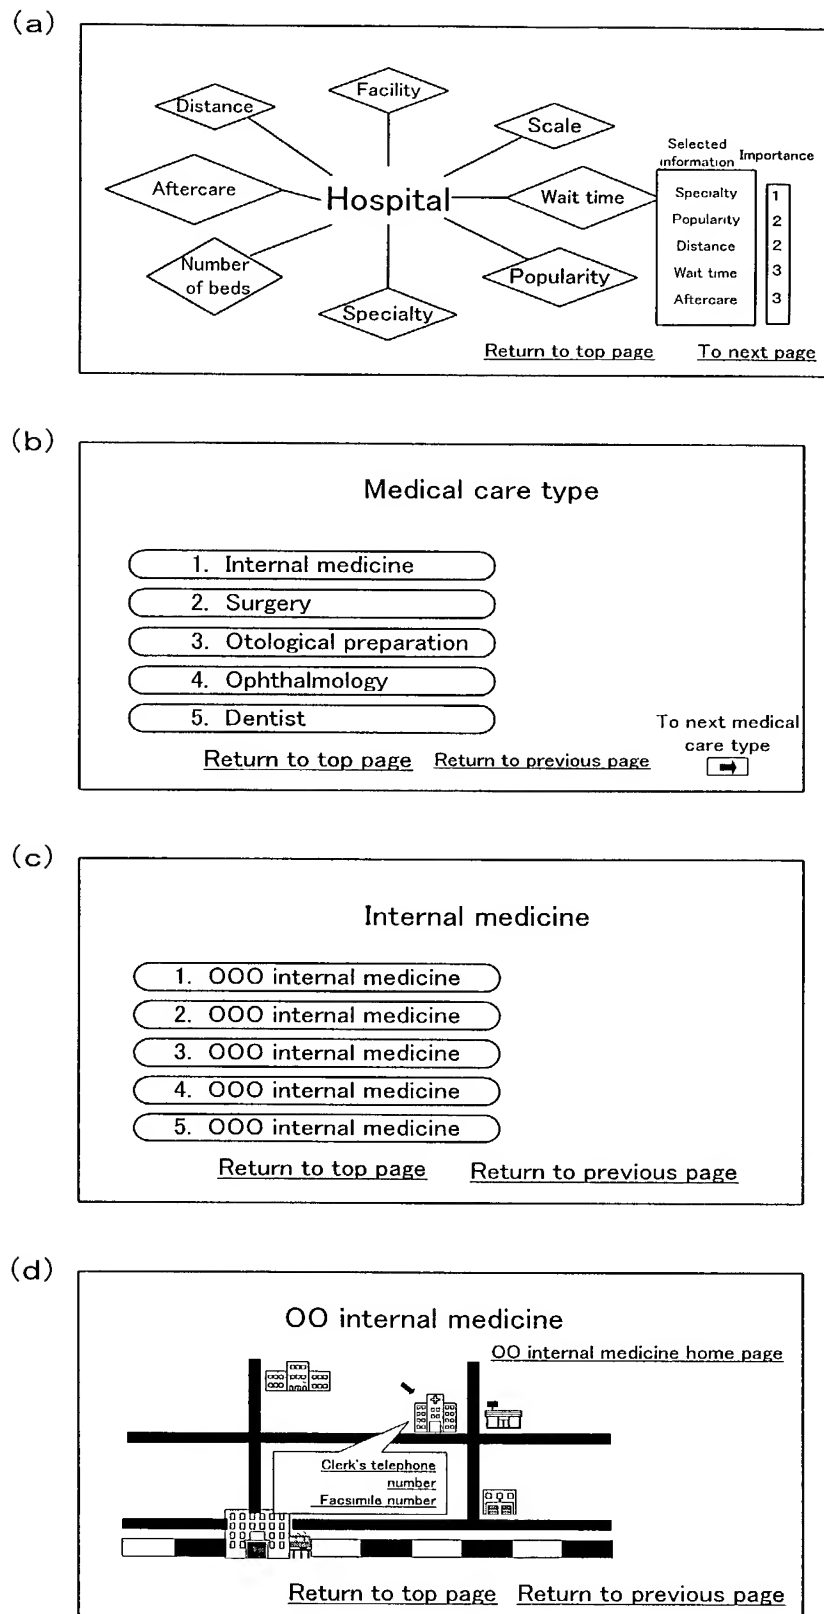 (a)
Distance
Facility
Scale
Aftercare
Hospital
Wait time
Number
of beds
Specialty
Popularity
Selected
information
Importance
Specialty 1
Popularity 2
Distance 2
Wait time 3
Aftercare 3
Return to top page
To next page
(b)
Medical care type
1. Internal medicine
2. Surgery
3. Otological preparation
4. Ophthalmology
5. Dentist
To next medical
care type
Return to top page
Return to previous page
(c)
Internal medicine
1. OOO internal medicine
2. OOO internal medicine
3. OOO internal medicine
4. OOO internal medicine
5. OOO internal medicine
Return to top page
Return to previous page
(d)
OO internal medicine
OO internal medicine home page
Clerk's telephone
number
Facsimile number
Return to top page
Return to previous page